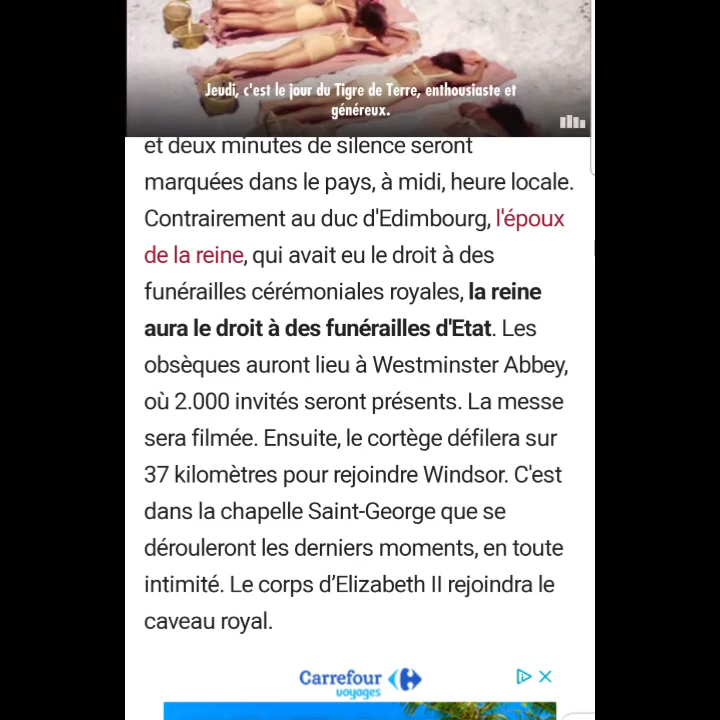 Jeudi, c'est le jour du Tigre de Terre, enthousiaste et
généreux.
et deux minutes de silence seront
marquées dans le pays, à midi, heure locale.
Contrairement au duc d'Edimbourg, l'époux
de la reine, qui avait eu le droit à des
funérailles cérémoniales royales, la reine
aura le droit à des funérailles d'Etat. Les
obsèques auront lieu à Westminster Abbey,
où 2.000 invités seront présents. La messe
sera filmée. Ensuite, le cortège défilera sur
37 kilomètres pour rejoindre Windsor. C'est
dans la chapelle Saint-George que se
dérouleront les derniers moments, en toute
intimité. Le corps d’Elizabeth II rejoindra le
caveau royal.
Carrefour
voyages